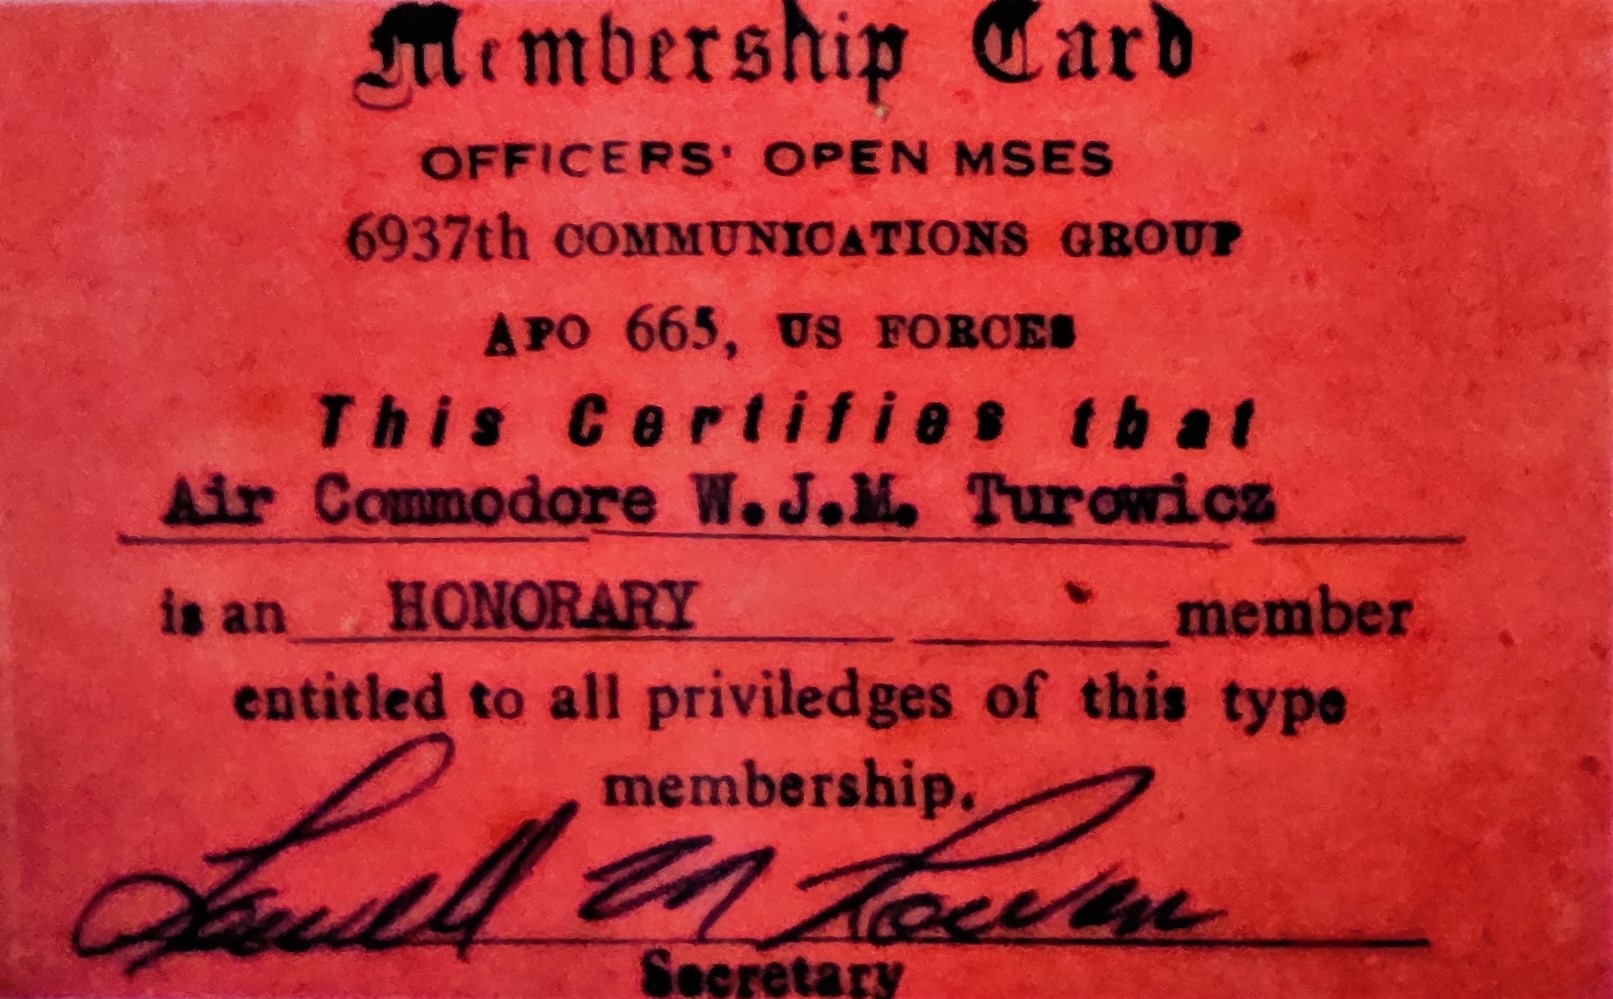 Membership Card
OFFICERS' OPEN MSES
6937th COMMUNICATIONS GROUP
APO 665, US FORCES
This Certifies that
Air Commodore W.J.M. Turowicz
is an HONORARY member
entitled to all priviledges of this type
membership.
Lowell M
Secretary